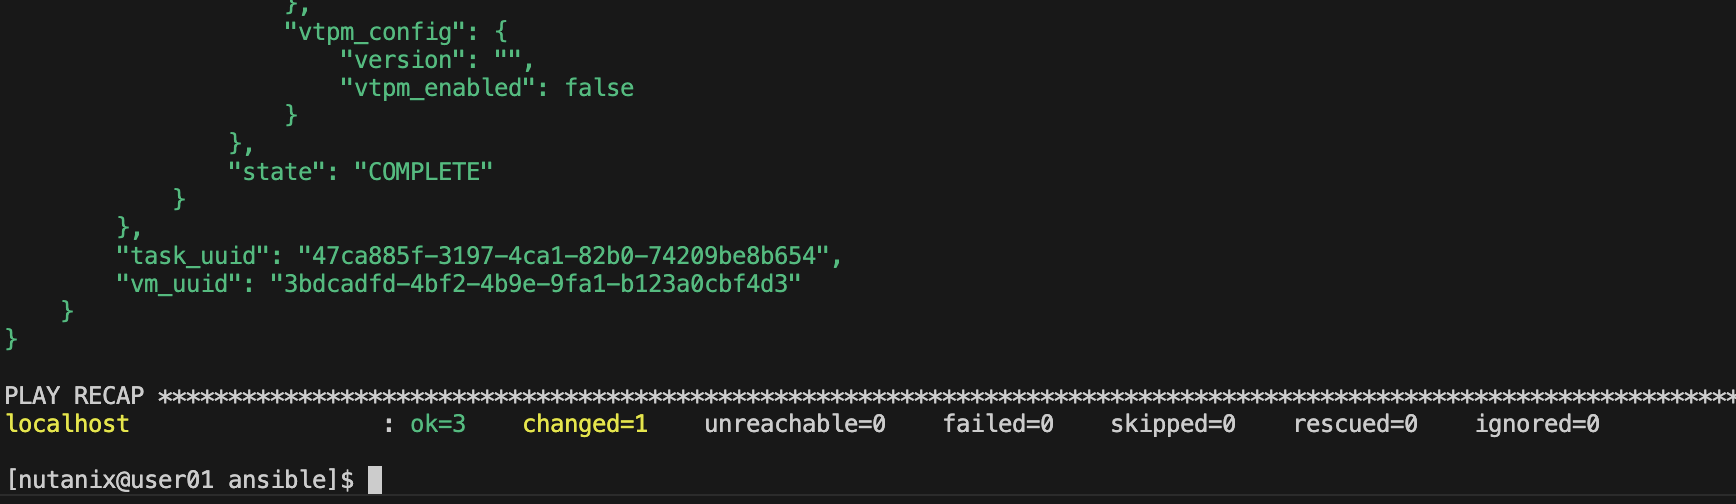 },
"vtpm_config": {
"version": "",
"vtpm_enabled": false
}
},
"state": "COMPLETE"
}
},
"task_uuid": "47ca885f-3197-4ca1-82b0-74209be8b654",
"vm_uuid": "3bdcadfd-4bf2-4b9e-9fa1-b123a0cbf4d3"
}
}
PLAY RECAP *****************************************************************************************************************
localhost : ok=3 changed=1 unreachable=0 failed=0 skipped=0 rescued=0 ignored=0
[nutanix@user01 ansible]$